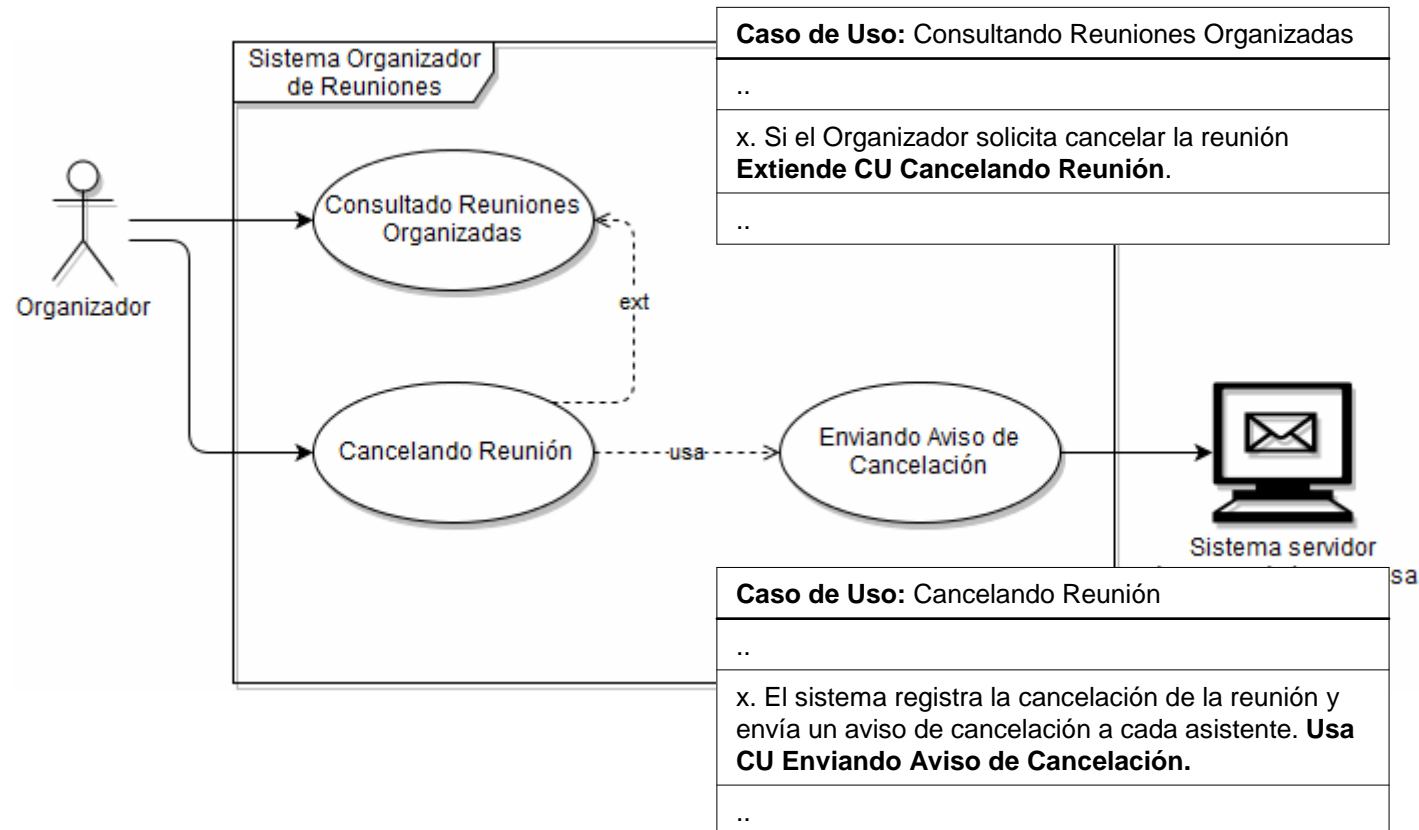 Caso de Uso: Consultando Reuniones Organizadas
..
x. Si el Organizador solicita cancelar la reunión
Extiende CU Cancelando Reunión.
..
Sistema Organizador
de Reuniones
Consultado Reuniones
Organizadas
Organizador
ext
Cancelando Reunión
usa
Enviando Aviso de
Cancelación
Sistema servidor
sa
Caso de Uso: Cancelando Reunión
..
x. El sistema registra la cancelación de la reunión y
envía un aviso de cancelación a cada asistente. Usa
CU Enviando Aviso de Cancelación.
..